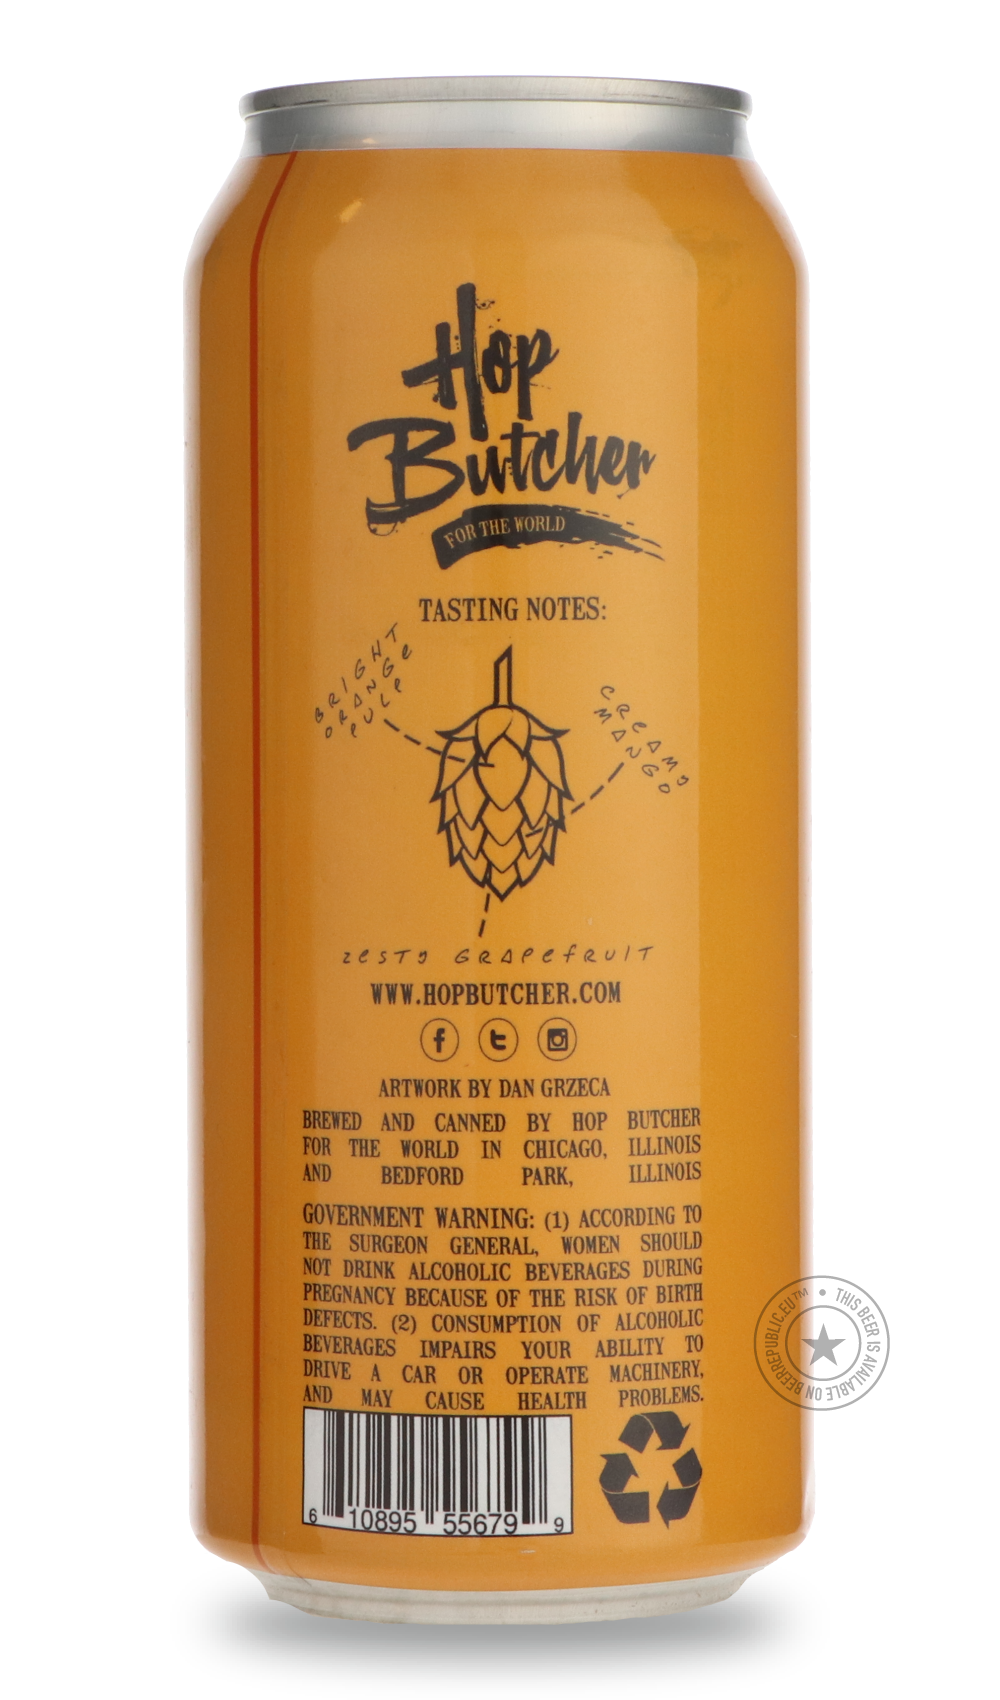 Hop
Butcher
FOR THE WORLD
TASTING NOTES:
BRIGHT
ORANGE
PULP
CREAMY
MANGO
ZESTY GRAPEFRUIT
WWW.HOPBUTCHER.COM
ARTWORK BY DAN GRZECA
BREWED AND CANNED BY HOP BUTCHER
FOR THE WORLD IN CHICAGO, ILLINOIS
AND BEDFORD PARK, ILLINOIS
GOVERNMENT WARNING: (1) ACCORDING TO
THE SURGEON GENERAL, WOMEN SHOULD
NOT DRINK ALCOHOLIC BEVERAGES DURING
PREGNANCY BECAUSE OF THE RISK OF BIRTH
DEFECTS. (2) CONSUMPTION OF ALCOHOLIC
BEVERAGES IMPAIRS YOUR ABILITY TO
DRIVE A CAR OR OPERATE MACHINERY,
AND MAY CAUSE HEALTH PROBLEMS.
6 10895 55679 9
THIS BEER IS AVAILABLE ON BEERREPUBLIC.EU™